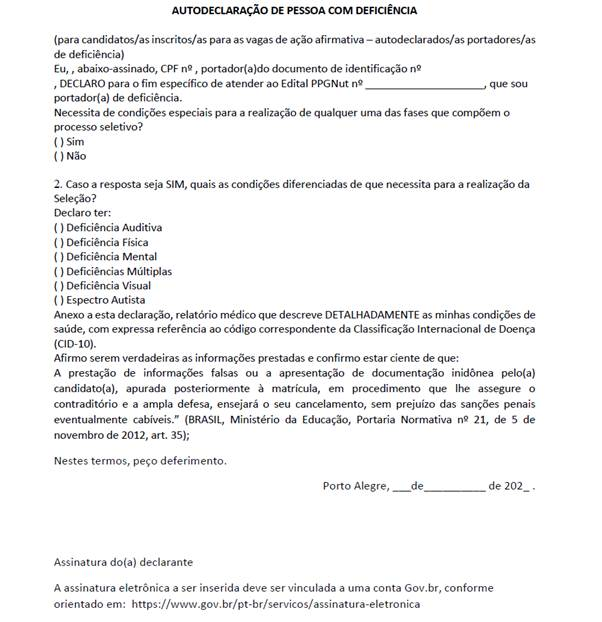 AUTODECLARAÇÃO DE PESSOA COM DEFICIÊNCIA
(para candidatos/as inscritos/as para as vagas de ação afirmativa – autodeclarados/as portadores/as
de deficiência)
Eu, , abaixo-assinado, CPF nº , portador(a)do documento de identificação nº
, DECLARO para o fim específico de atender ao Edital PPGNut nº ______________________, que sou
portador(a) de deficiência.
Necessita de condições especiais para a realização de qualquer uma das fases que compõem o
processo seletivo?
( ) Sim
( ) Não
2. Caso a resposta seja SIM, quais as condições diferenciadas de que necessita para a realização da
Seleção?
Declaro ter:
( ) Deficiência Auditiva
( ) Deficiência Física
( ) Deficiência Mental
( ) Deficiências Múltiplas
( ) Deficiência Visual
( ) Espectro Autista
Anexo a esta declaração, relatório médico que descreve DETALHADAMENTE as minhas condições de
saúde, com expressa referência ao código correspondente da Classificação Internacional de Doença
(CID-10).
Afirmo serem verdadeiras as informações prestadas e confirmo estar ciente de que:
A prestação de informações falsas ou a apresentação de documentação inidônea pelo(a)
candidato(a), apurada posteriormente à matrícula, em procedimento que lhe assegure o
contraditório e a ampla defesa, ensejará o seu cancelamento, sem prejuízo das sanções penais
eventualmente cabíveis.” (BRASIL, Ministério da Educação, Portaria Normativa nº 21, de 5 de
novembro de 2012, art. 35);
Nestes termos, peço deferimento.
Porto Alegre, ___de__________ de 202_ .
Assinatura do(a) declarante
A assinatura eletrônica a ser inserida deve ser vinculada a uma conta Gov.br, conforme
orientado em: https://www.gov.br/pt-br/servicos/assinatura-eletronica